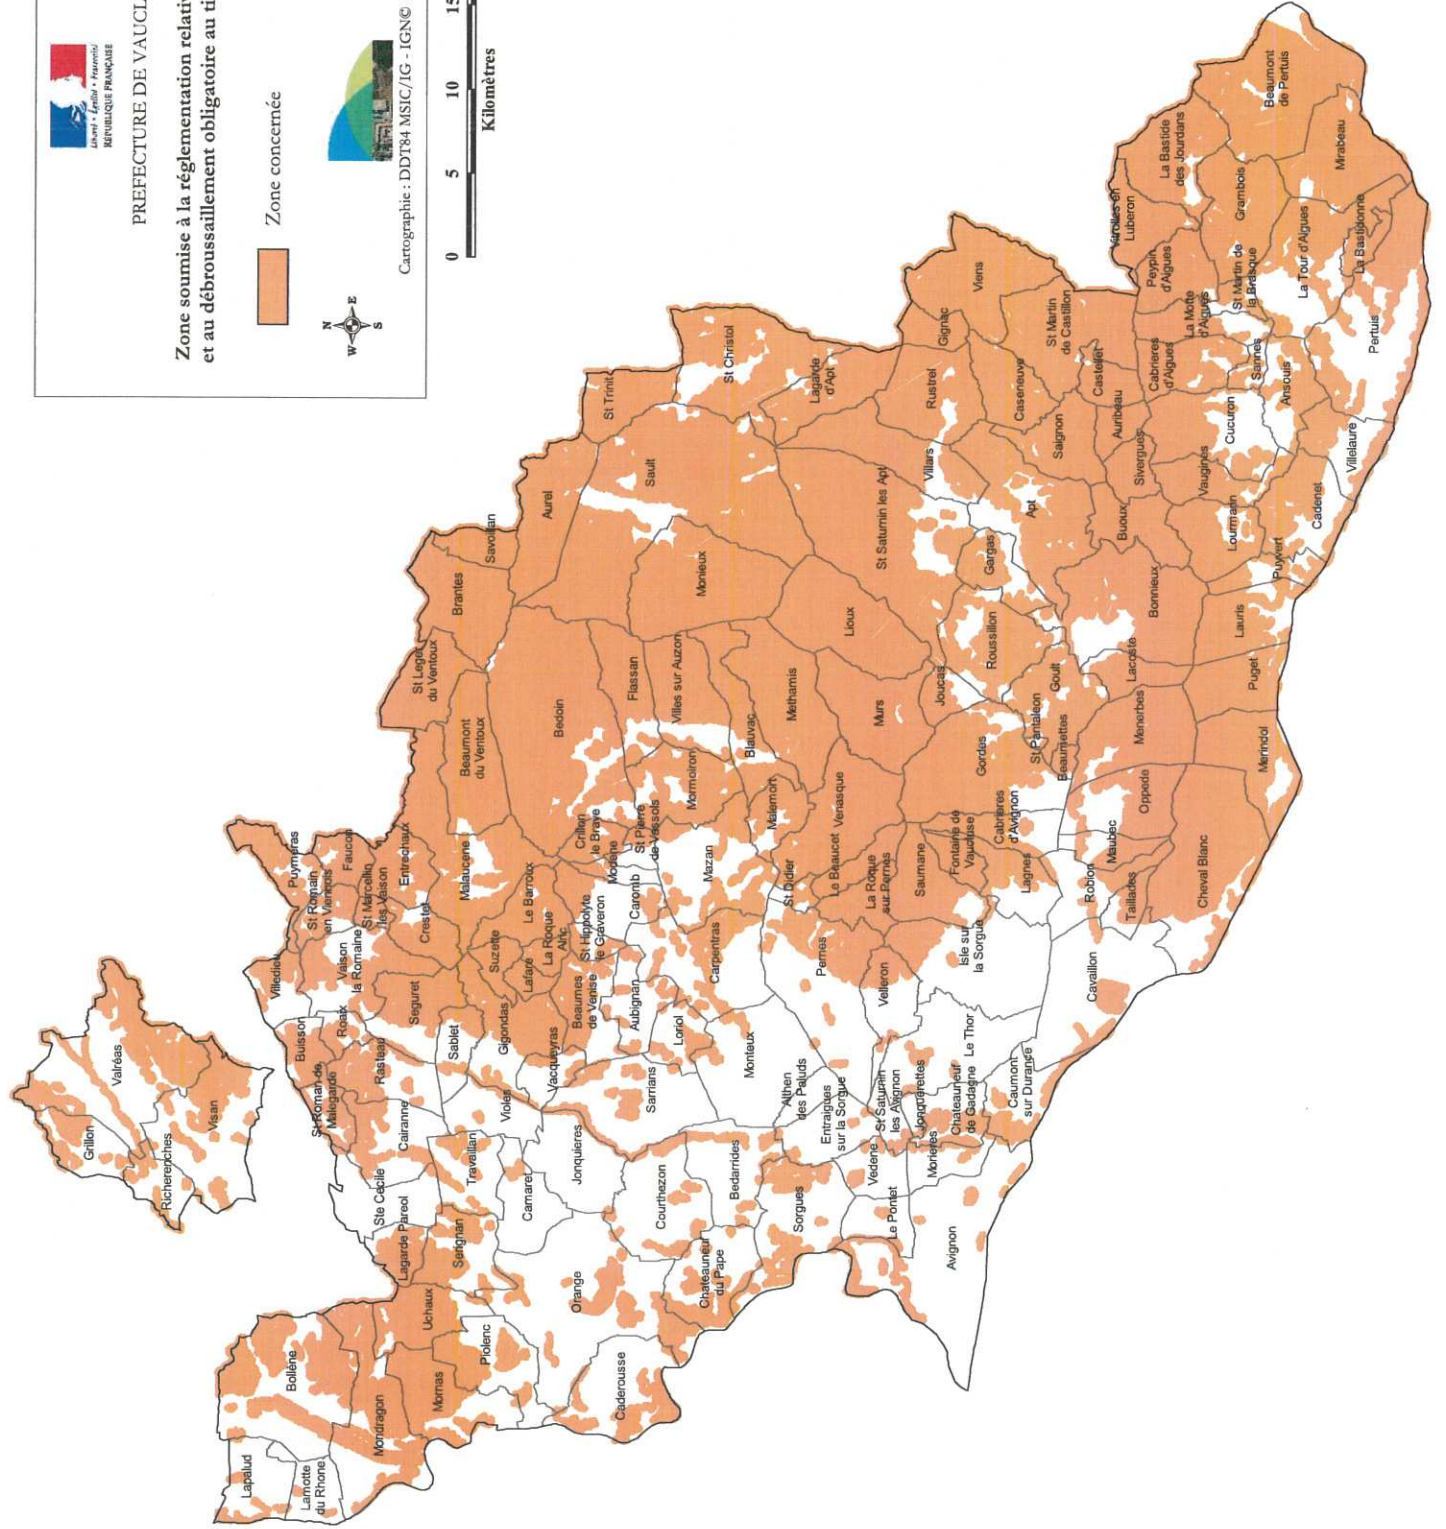 Liberté • Égalité • Fraternité
RÉPUBLIQUE FRANÇAISE
PREFECTURE DE VAUCL
Zone soumise à la réglementation relativ
et au débroussaillement obligatoire au ti
Zone concernée
N
W
E
S
Cartographie : DDT84 MSIC/IG - IGN©
0
5
10
15
Kilomètres
Grillon
Valréas
Richerenches
Visan
Lapalud
Lamotte
du Rhone
Bollène
Mondragon
Mornas
Uchaux
Piolenc
Lagarde Pareol
Ste Cecile
Serignan
Travaillan
Cairanne
Camaret
Orange
Caderousse
Chateauneuf
du Pape
Courthezon
Jonquieres
Violes
Bedarrides
Sorgues
Le Pontet
Avignon
Vedene
Morieres
Entraigues
sur la Sorgue
St Saturnin
les Avignon
Jonquerettes
Chateauneuf
de Gadagne
Le Thor
Caumont
sur Durance
Althen
des Paluds
Monteux
Sarrians
Loriol
Aubignan
Vacqueyras
Gigondas
Sablet
Rasteau
St Roman de
Malegarde
Buisson
Roaix
Villedieu
Vaison
la Romaine
Seguret
Puymeras
St Romain
en Viennois
Faucon
St Marcellin
les Vaison
Entrechaux
Crestet
Malaucene
Suzette
Lafare
La Roque
Alric
Le Barroux
Beaumes
de Venise
St Hippolyte
le Graveron
Caromb
Modene
Crillon
le Brave
St Pierre
de Vassols
Mazan
Carpentras
Pernes
Velleron
Isle sur
la Sorgue
Cavaillon
St Didier
Le Beaucet
Venasque
La Roque
sur Pernes
Saumane
Fontaine de
Vaucluse
Lagnes
Cabrieres
d'Avignon
Robion
Taillades
Maubec
Oppede
Cheval Blanc
Malemort
Mormoiron
Blauvac
Methamis
Villes sur Auzon
Flassan
Bedoin
Beaumont
du Ventoux
St Leger
du Ventoux
Brantes
Savoillan
Aurel
Sault
Monieux
St Trinit
St Christol
Lagarde
d'Apt
Murs
Lioux
St Saturnin les Apt
Joucas
Gordes
Roussillon
St Pantaleon
Goult
Beaumettes
Menerbes
Lacoste
Bonnieux
Merindol
Puget
Lauris
Gargas
Villars
Rustrel
Gignac
Viens
Apt
Caseneuve
Saignon
St Martin
de Castillon
Castellet
Auribeau
Buoux
Sivergues
Lourmarin
Puyvert
Vaugines
Cucuron
Cadenet
Villelaure
Ansouis
Sannes
Cabrieres
d'Aigues
La Motte
d'Aigues
Peypin
d'Aigues
Vitrolles en
Luberon
St Martin de
la Brasque
Grambois
La Bastide
des Jourdans
La Tour d'Aigues
La Bastidonne
Pertuis
Mirabeau
Beaumont
de Pertuis